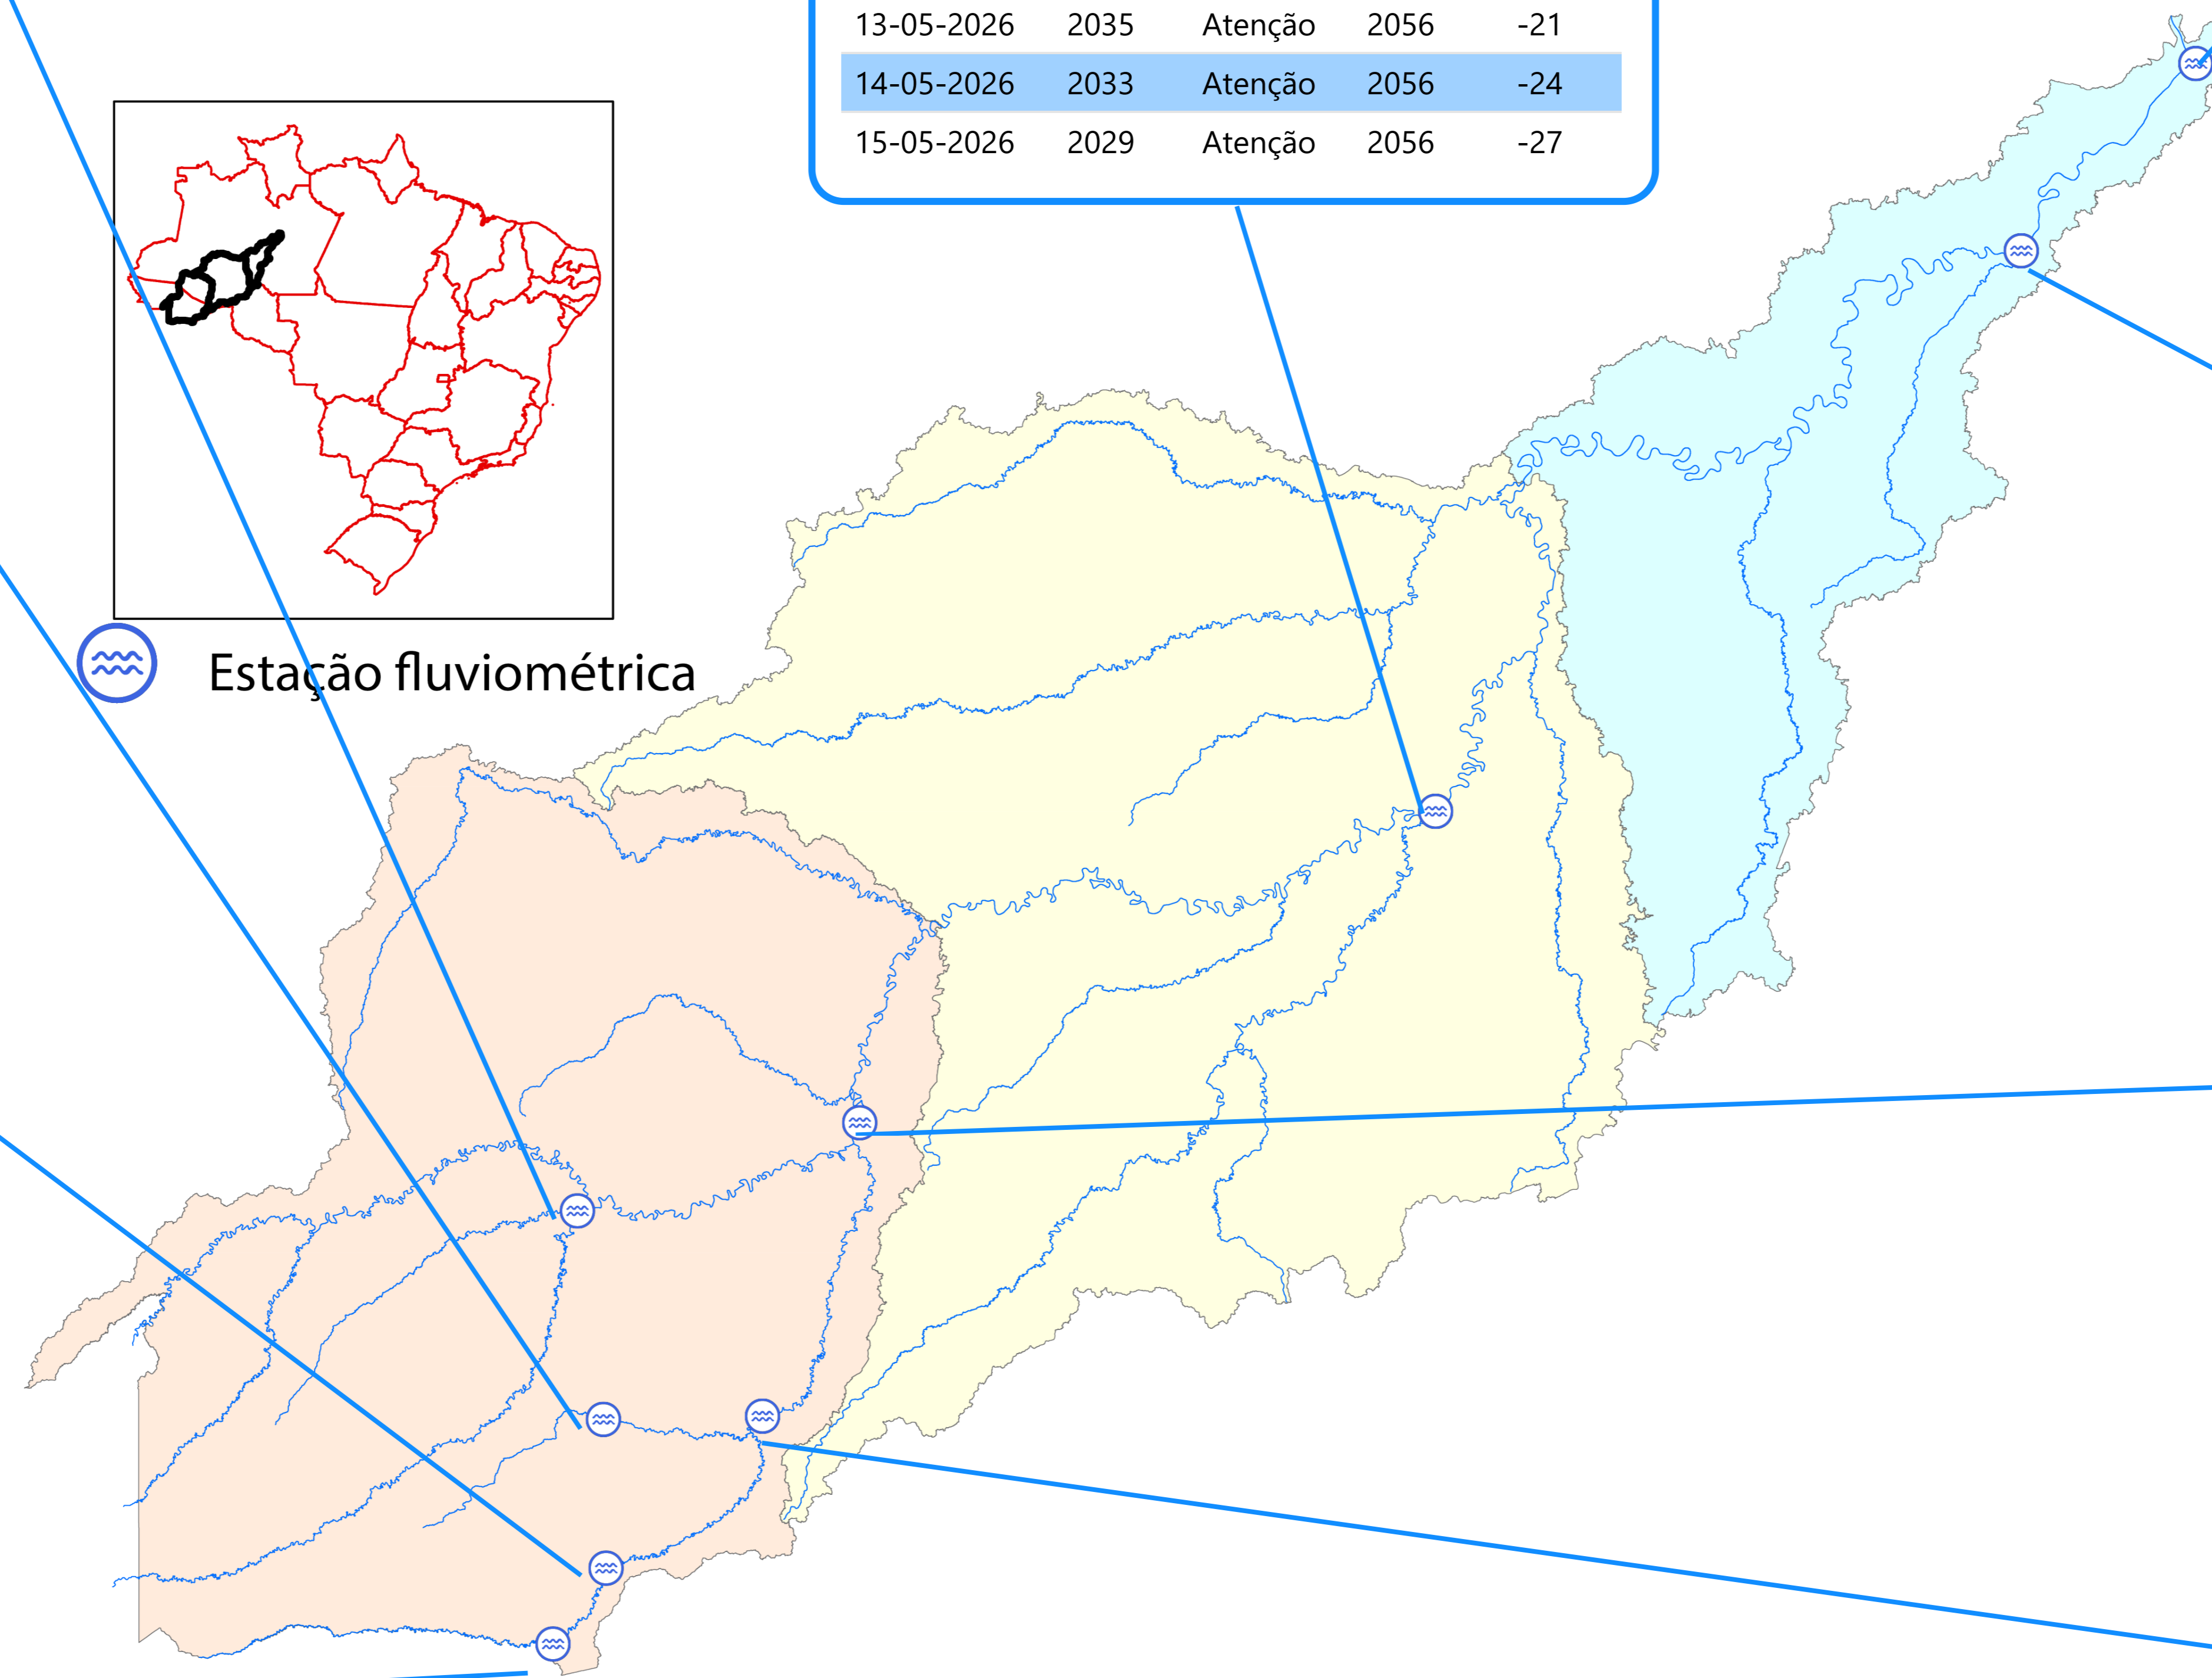 13-05-2026 2035 Atenção 2056 -21
14-05-2026 2033 Atenção 2056 -24
15-05-2026 2029 Atenção 2056 -27
Estação fluviométrica